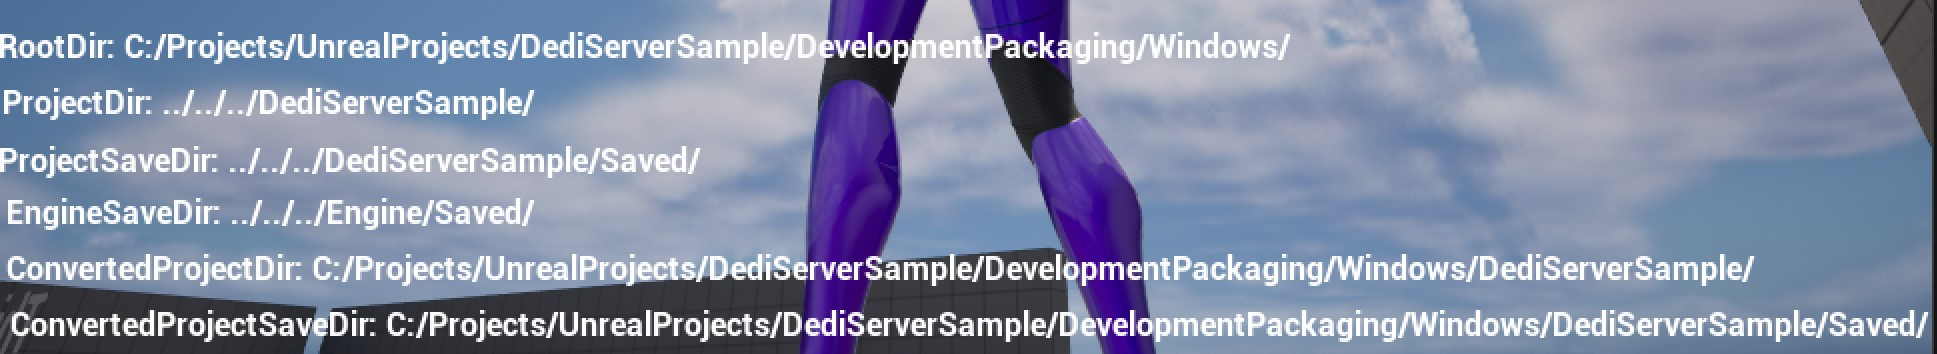 RootDir: C:/Projects/UnrealProjects/DediServerSample/DevelopmentPackaging/Windows/
ProjectDir: ../../../DediServerSample/
ProjectSaveDir: ../../../DediServerSample/Saved/
EngineSaveDir: ../../../Engine/Saved/
ConvertedProjectDir: C:/Projects/UnrealProjects/DediServerSample/DevelopmentPackaging/Windows/DediServerSample/
ConvertedProjectSaveDir: C:/Projects/UnrealProjects/DediServerSample/DevelopmentPackaging/Windows/DediServerSample/Saved/